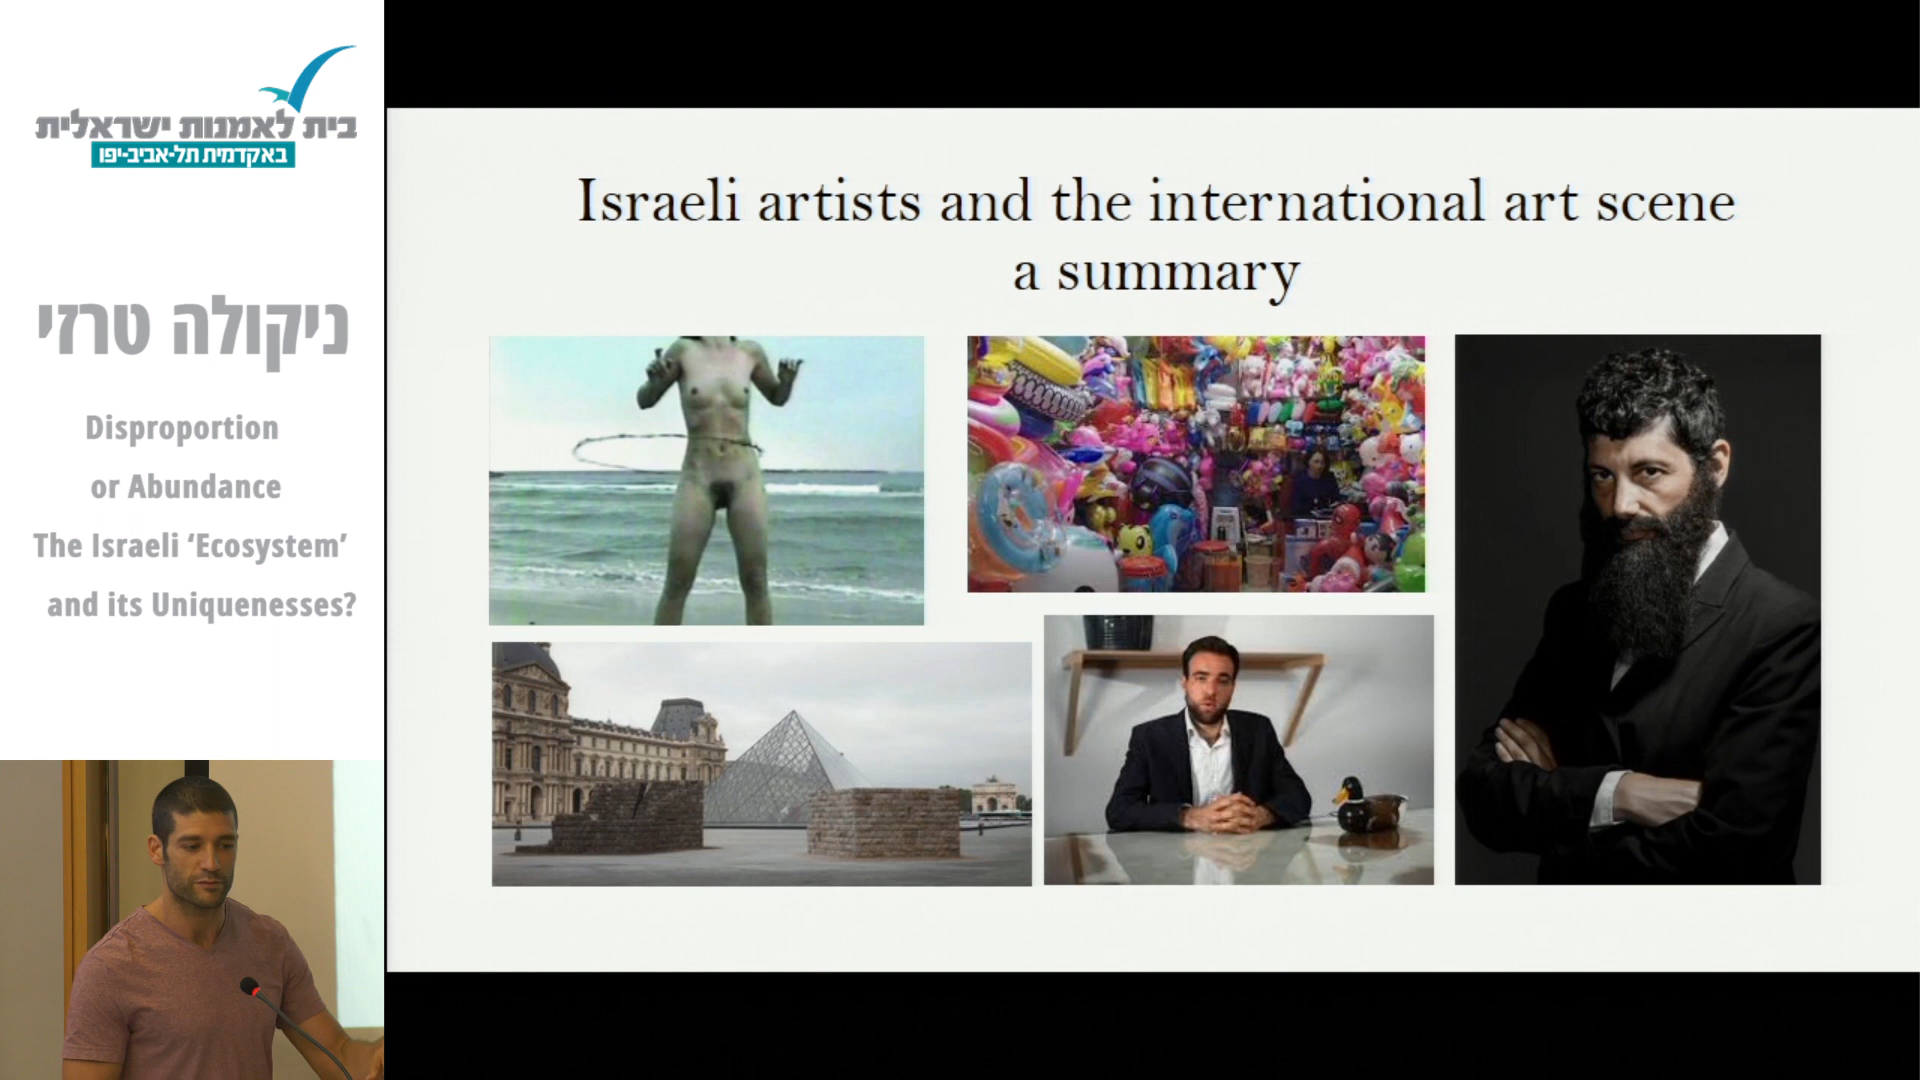 בית לאמנות ישראלית
באקדמית תל-אביב-יפו
ניקולה טרזי
Disproportion
or Abundance
The Israeli ‘Ecosystem’
and its Uniquenesses?
Israeli artists and the international art scene
a summary